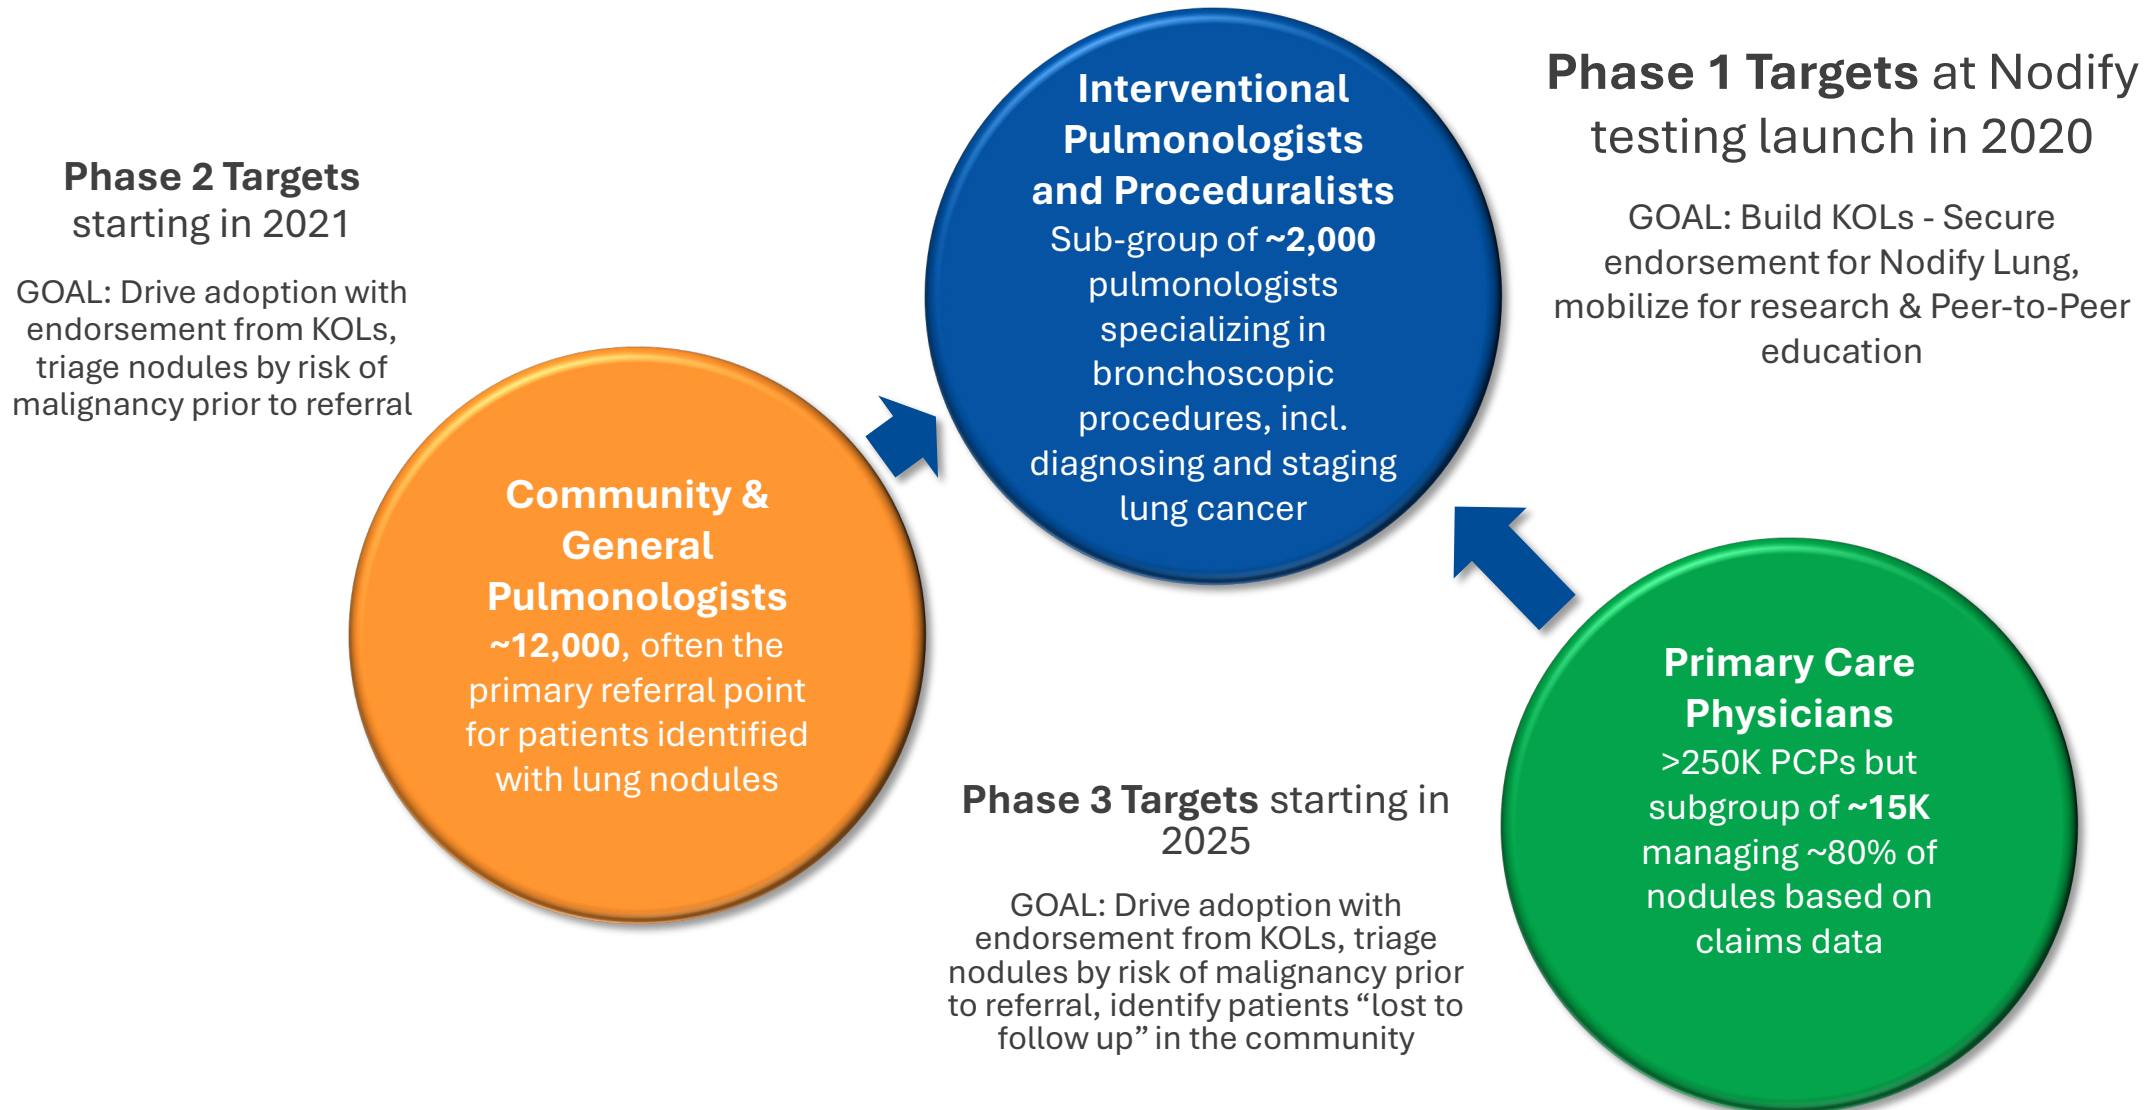 Phase 1 Targets at Nodify
testing launch in 2020
GOAL: Build KOLs - Secure
endorsement for Nodify Lung,
mobilize for research & Peer-to-Peer
education
Interventional
Pulmonologists
and Proceduralists
Sub-group of ~2,000
pulmonologists
specializing in
bronchoscopic
procedures, incl.
diagnosing and staging
lung cancer
Phase 2 Targets
starting in 2021
GOAL: Drive adoption with
endorsement from KOLs,
triage nodules by risk of
malignancy prior to referral
Community &
General
Pulmonologists
~12,000, often the
primary referral point
for patients identified
with lung nodules
Phase 3 Targets starting in
2025
GOAL: Drive adoption with
endorsement from KOLs, triage
nodules by risk of malignancy prior
to referral, identify patients “lost to
follow up” in the community
Primary Care
Physicians
>250K PCPs but
subgroup of ~15K
managing ~80% of
nodules based on
claims data